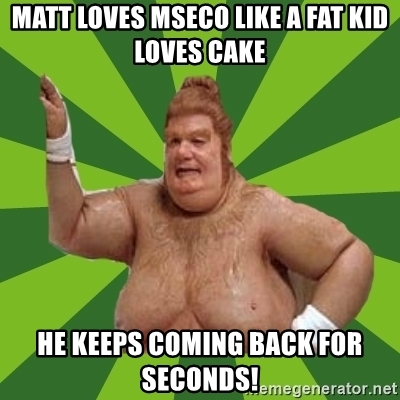 MATT LOVES MSECO LIKE A FAT KID
LOVES CAKE
HE KEEPS COMING BACK FOR
SECONDS!
memegenerator.net